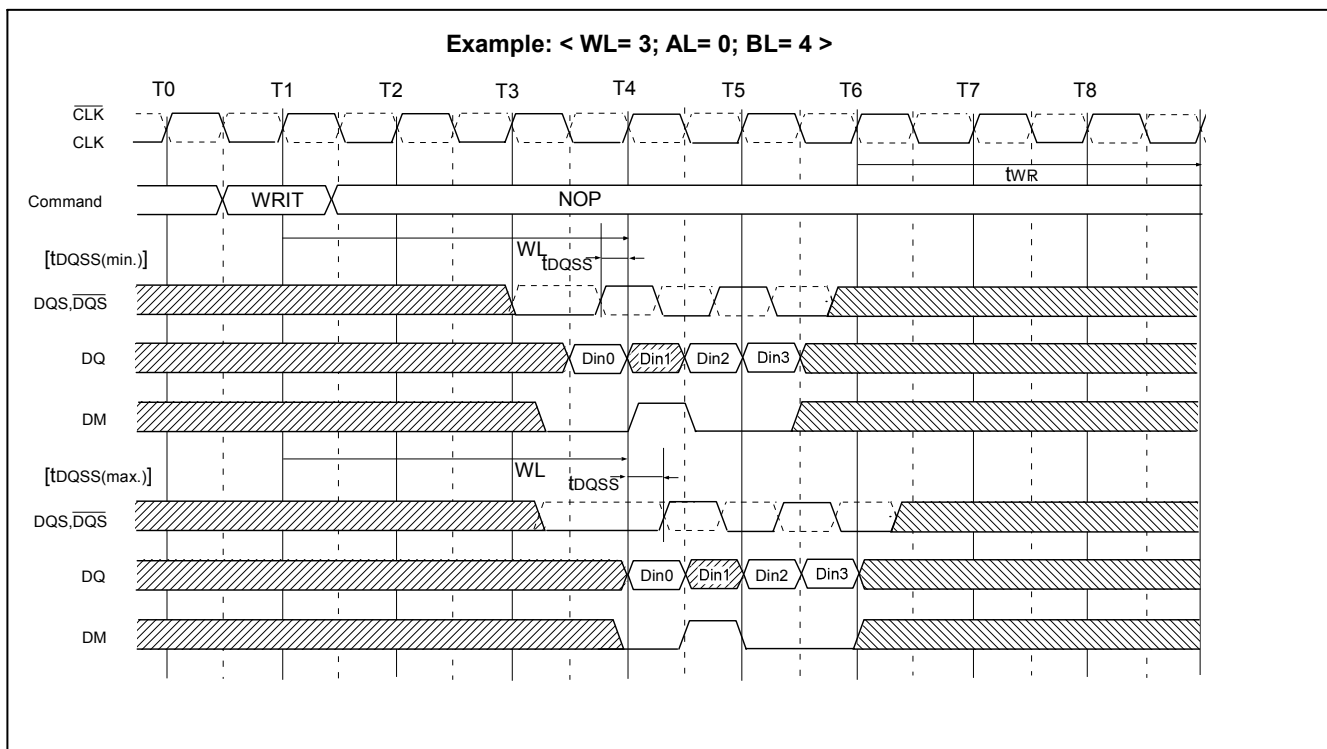 Example: < WL= 3; AL= 0; BL= 4 >
T0 T1 T2 T3 T4 T5 T6 T7 T8
CLK
CLK
tWR
Command WRIT NOP
WL
[tDQSS(min.)] tDQSS
DQS,DQS
DQ Din0 Din1 Din2 Din3
DM
WL
[tDQSS(max.)] tDQSS
DQS,DQS
DQ Din0 Din1 Din2 Din3
DM